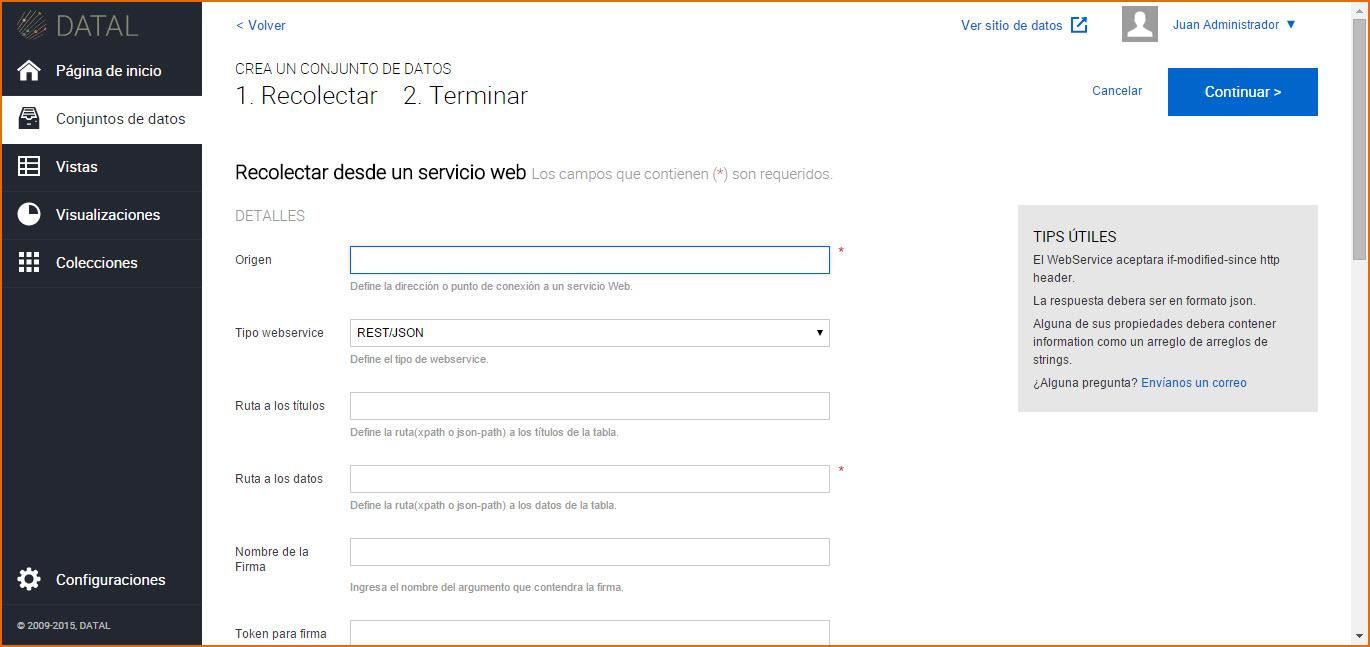 DATAL
Página de inicio
Conjuntos de datos
Vistas
Visualizaciones
Colecciones
Configuraciones
© 2009-2015, DATAL
< Volver
Ver sitio de datos
Juan Administrador ▼
CREA UN CONJUNTO DE DATOS
1. Recolectar 2. Terminar
Cancelar
Continuar >
Recolectar desde un servicio web Los campos que contienen (*) son requeridos.
DETALLES
Origen
*
Define la dirección o punto de conexión a un servicio Web.
Tipo webservice
REST/JSON
Define el tipo de webservice.
Ruta a los títulos
Define la ruta(xpath o json-path) a los títulos de la tabla.
Ruta a los datos
*
Define la ruta(xpath o json-path) a los datos de la tabla.
Nombre de la
Firma
Ingresa el nombre del argumento que contendra la firma.
Token para firma
TIPS ÚTILES
El WebService aceptara if-modified-since http
header.
La respuesta debera ser en formato json.
Alguna de sus propiedades debera contener
information como un arreglo de arreglos de
strings.
¿Alguna pregunta? Envíanos un correo